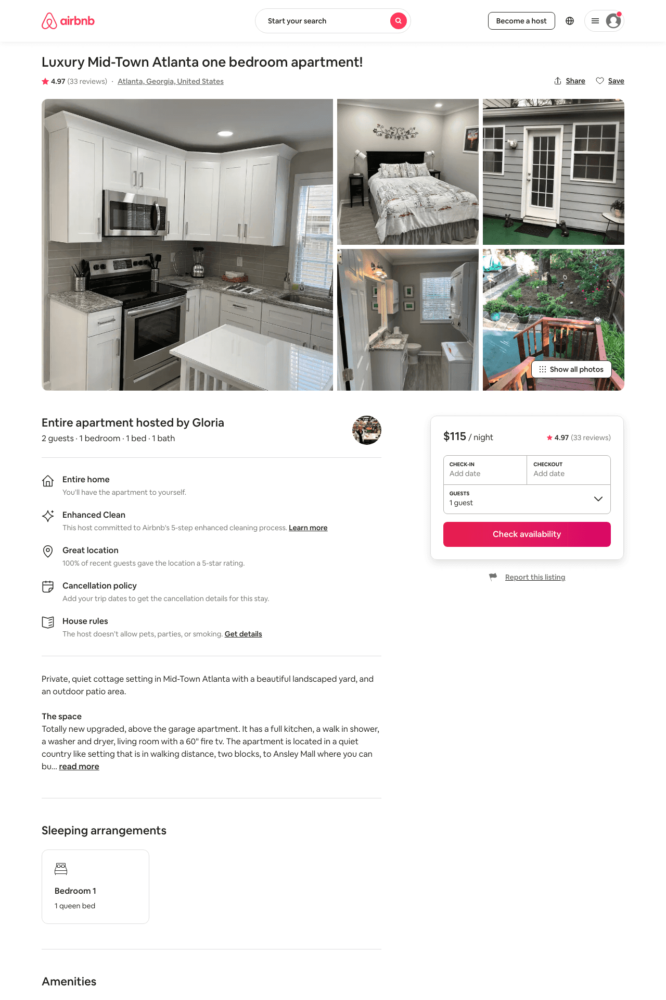 airbnb
Start your search
Become a host
Luxury Mid-Town Atlanta one bedroom apartment!
4.97 (33 reviews) · Atlanta, Georgia, United States
Share
Save
Show all photos
Entire apartment hosted by Gloria
2 guests · 1 bedroom · 1 bed · 1 bath
Entire home
You'll have the apartment to yourself.
Enhanced Clean
This host committed to Airbnb's 5-step enhanced cleaning process. Learn more
Great location
100% of recent guests gave the location a 5-star rating.
Cancellation policy
Add your trip dates to get the cancellation details for this stay.
House rules
The host doesn't allow pets, parties, or smoking. Get details
Private, quiet cottage setting in Mid-Town Atlanta with a beautiful landscaped yard, and
an outdoor patio area.
The space
Totally new upgraded, above the garage apartment. It has a full kitchen, a walk in shower,
a washer and dryer, living room with a 60" fire tv. The apartment is located in a quiet
country like setting that is in walking distance, two blocks, to Ansley Mall where you can
bu... read more
Sleeping arrangements
Bedroom 1
1 queen bed
Amenities
$115 / night
4.97 (33 reviews)
CHECK-IN
Add date
CHECKOUT
Add date
GUESTS
1 guest
Check availability
Report this listing